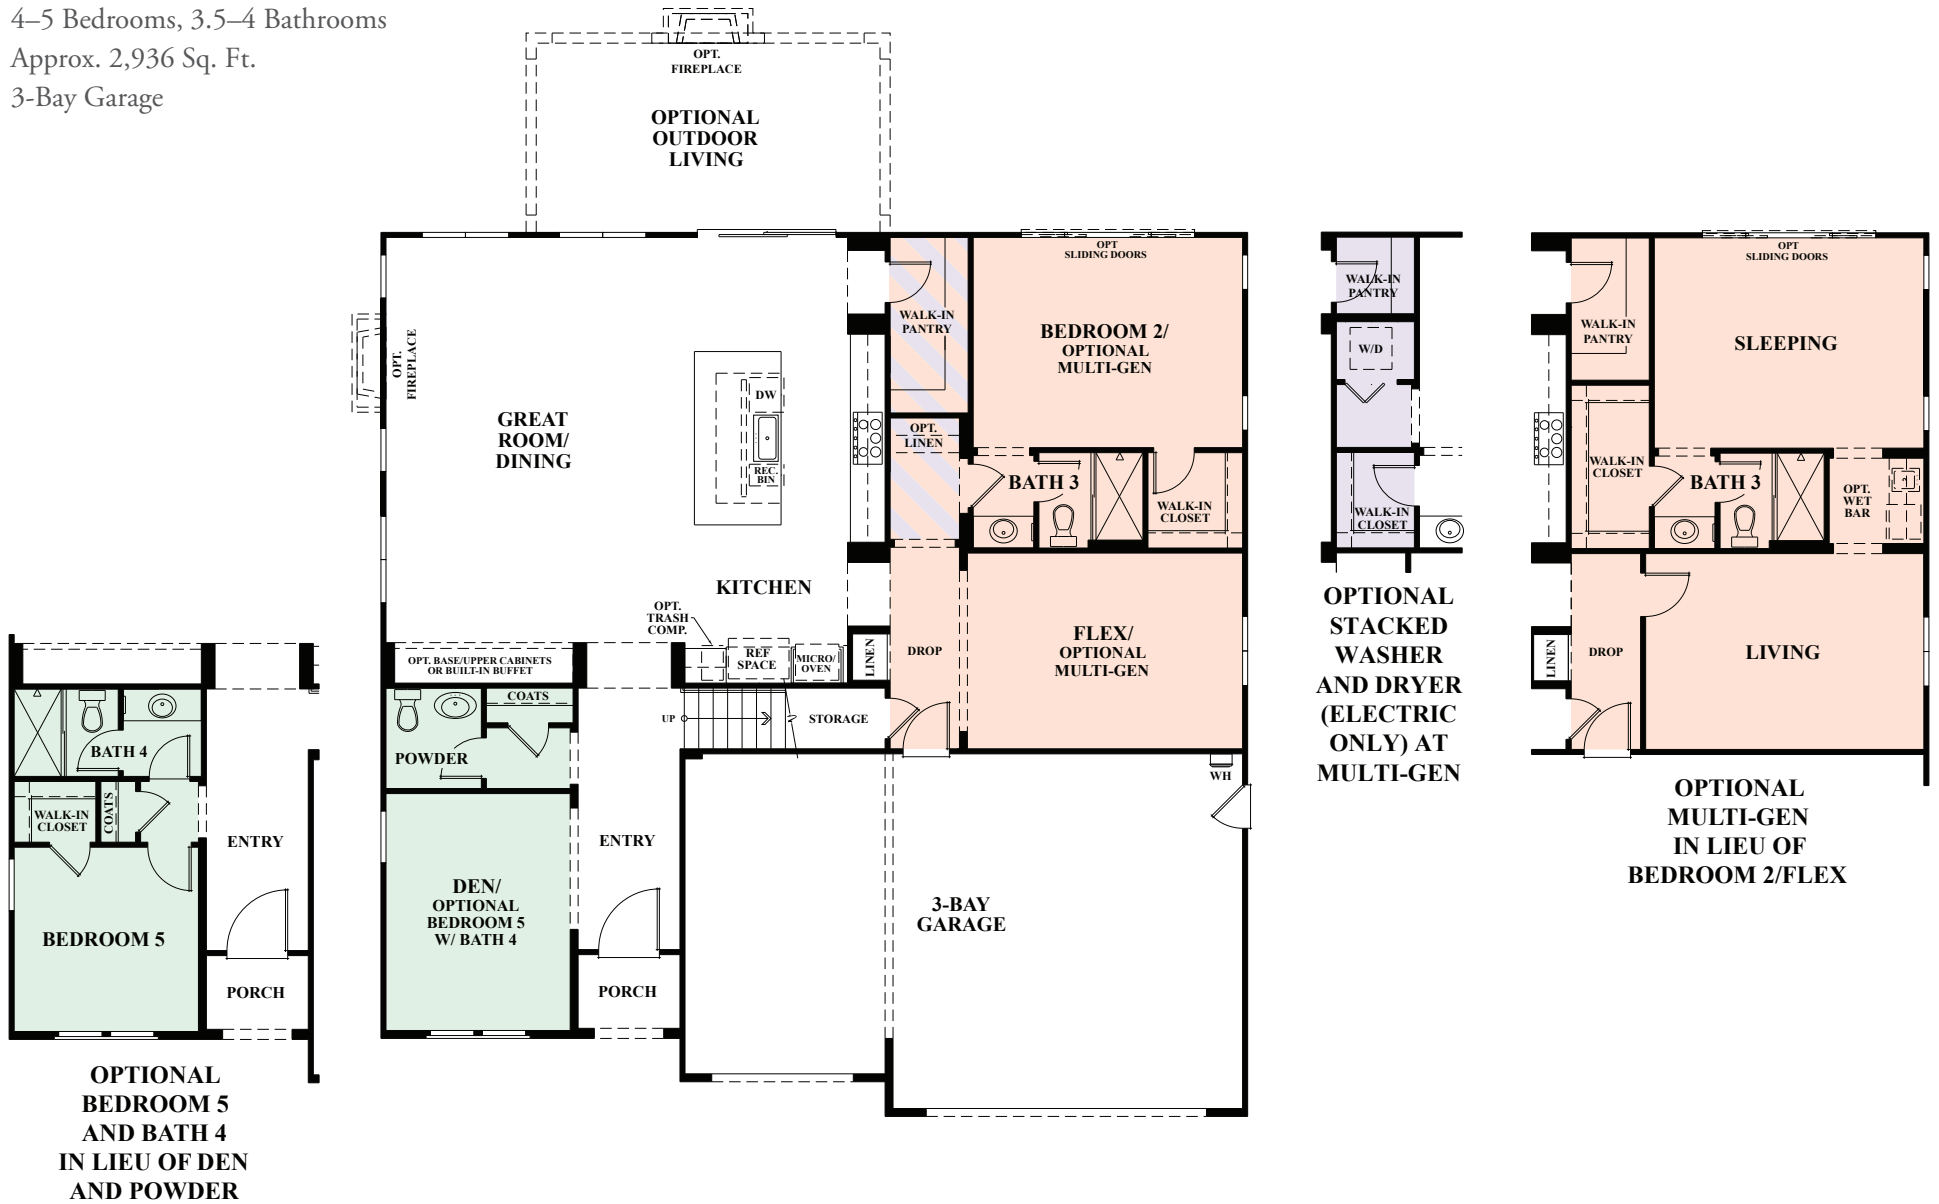 4–5 Bedrooms, 3.5–4 Bathrooms
Approx. 2,936 Sq. Ft.
3-Bay Garage
OPT.
FIREPLACE
OPTIONAL
OUTDOOR
LIVING
OPT.
FIREPLACE
GREAT
ROOM/
DINING
DW
REC.
BIN
KITCHEN
OPT.
TRASH
COMP.
REF
SPACE
MICRO/
OVEN
LINEN
OPT. BASE/UPPER CABINETS
OR BUILT-IN BUFFET
WALK-IN
PANTRY
OPT.
LINEN
OPT
SLIDING DOORS
BEDROOM 2/
OPTIONAL
MULTI-GEN
BATH 3
WALK-IN
CLOSET
DROP
FLEX/
OPTIONAL
MULTI-GEN
COATS
POWDER
UP
STORAGE
WH
ENTRY
DEN/
OPTIONAL
BEDROOM 5
W/ BATH 4
PORCH
3-BAY
GARAGE
BATH 4
WALK-IN
CLOSET
COATS
ENTRY
BEDROOM 5
PORCH
OPTIONAL
BEDROOM 5
AND BATH 4
IN LIEU OF DEN
AND POWDER
WALK-IN
PANTRY
W/D
WALK-IN
CLOSET
OPTIONAL
STACKED
WASHER
AND DRYER
(ELECTRIC
ONLY) AT
MULTI-GEN
OPT
SLIDING DOORS
WALK-IN
PANTRY
SLEEPING
WALK-IN
CLOSET
BATH 3
OPT.
WET
BAR
LINEN
DROP
LIVING
OPTIONAL
MULTI-GEN
IN LIEU OF
BEDROOM 2/FLEX